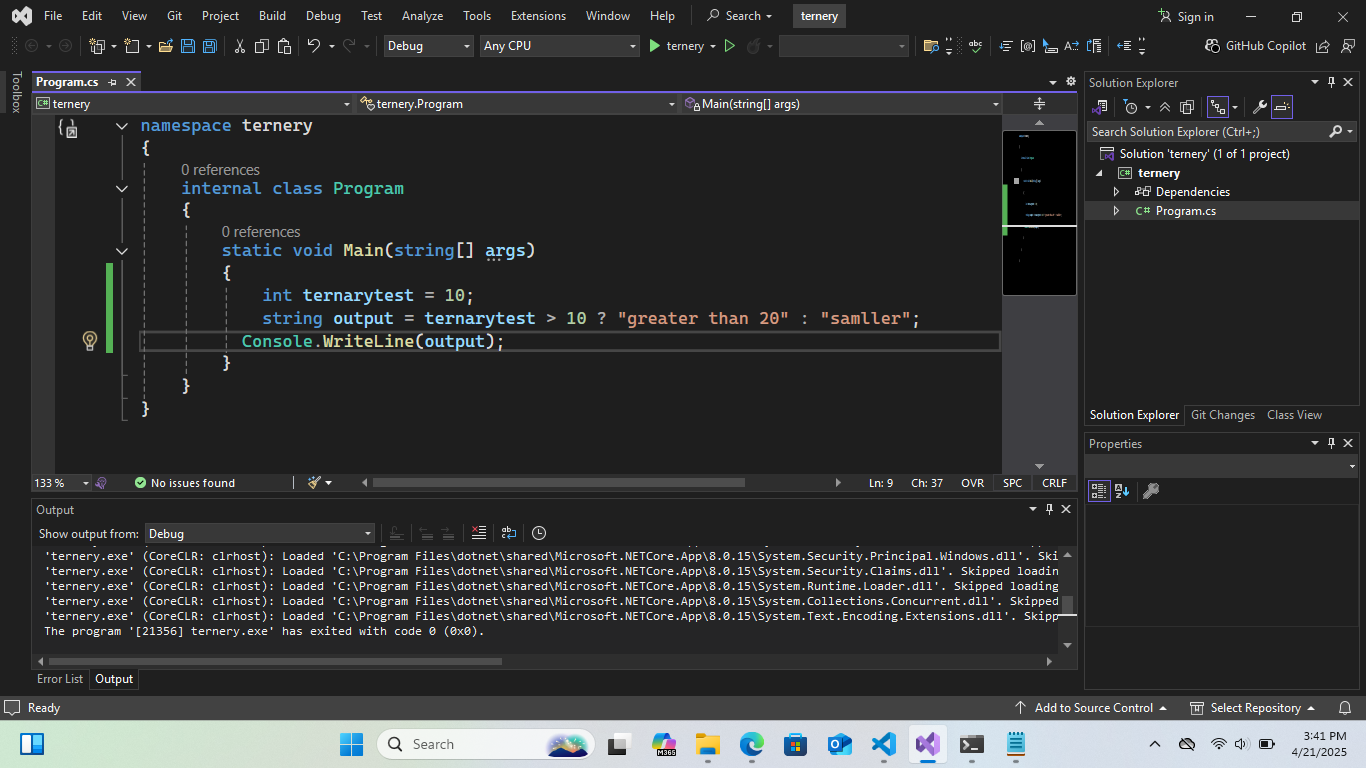 File Edit View Git Project Build Debug Test Analyze Tools Extensions Window Help Search ternery Sign in
Debug Any CPU ternery GitHub Copilot
Toolbox
Program.cs
ternery ternery.Program Main(string[] args)
namespace ternery
{
0 references
internal class Program
{
0 references
static void Main(string[] args)
{
int ternarytest = 10;
string output = ternarytest > 10 ? "greater than 20" : "samller";
Console.WriteLine(output);
}
}
}
133 % No issues found Ln: 9 Ch: 37 OVR SPC CRLF
Output
Show output from: Debug
'ternery.exe' (CoreCLR: clrhost): Loaded 'C:\Program Files\dotnet\shared\Microsoft.NETCore.App\8.0.15\System.Security.Principal.Windows.dll'. Ski
'ternery.exe' (CoreCLR: clrhost): Loaded 'C:\Program Files\dotnet\shared\Microsoft.NETCore.App\8.0.15\System.Security.Claims.dll'. Skipped loadin
'ternery.exe' (CoreCLR: clrhost): Loaded 'C:\Program Files\dotnet\shared\Microsoft.NETCore.App\8.0.15\System.Runtime.Loader.dll'. Skipped loading
'ternery.exe' (CoreCLR: clrhost): Loaded 'C:\Program Files\dotnet\shared\Microsoft.NETCore.App\8.0.15\System.Collections.Concurrent.dll'. Skipped
'ternery.exe' (CoreCLR: clrhost): Loaded 'C:\Program Files\dotnet\shared\Microsoft.NETCore.App\8.0.15\System.Text.Encoding.Extensions.dll'. Skipp
The program '[21356] ternery.exe' has exited with code 0 (0x0).
Error List Output
Solution Explorer
Search Solution Explorer (Ctrl+;)
Solution 'ternery' (1 of 1 project)
C# ternery
Dependencies
C# Program.cs
Solution Explorer Git Changes Class View
Properties
Ready Add to Source Control Select Repository
Search M365
3:41 PM
4/21/2025